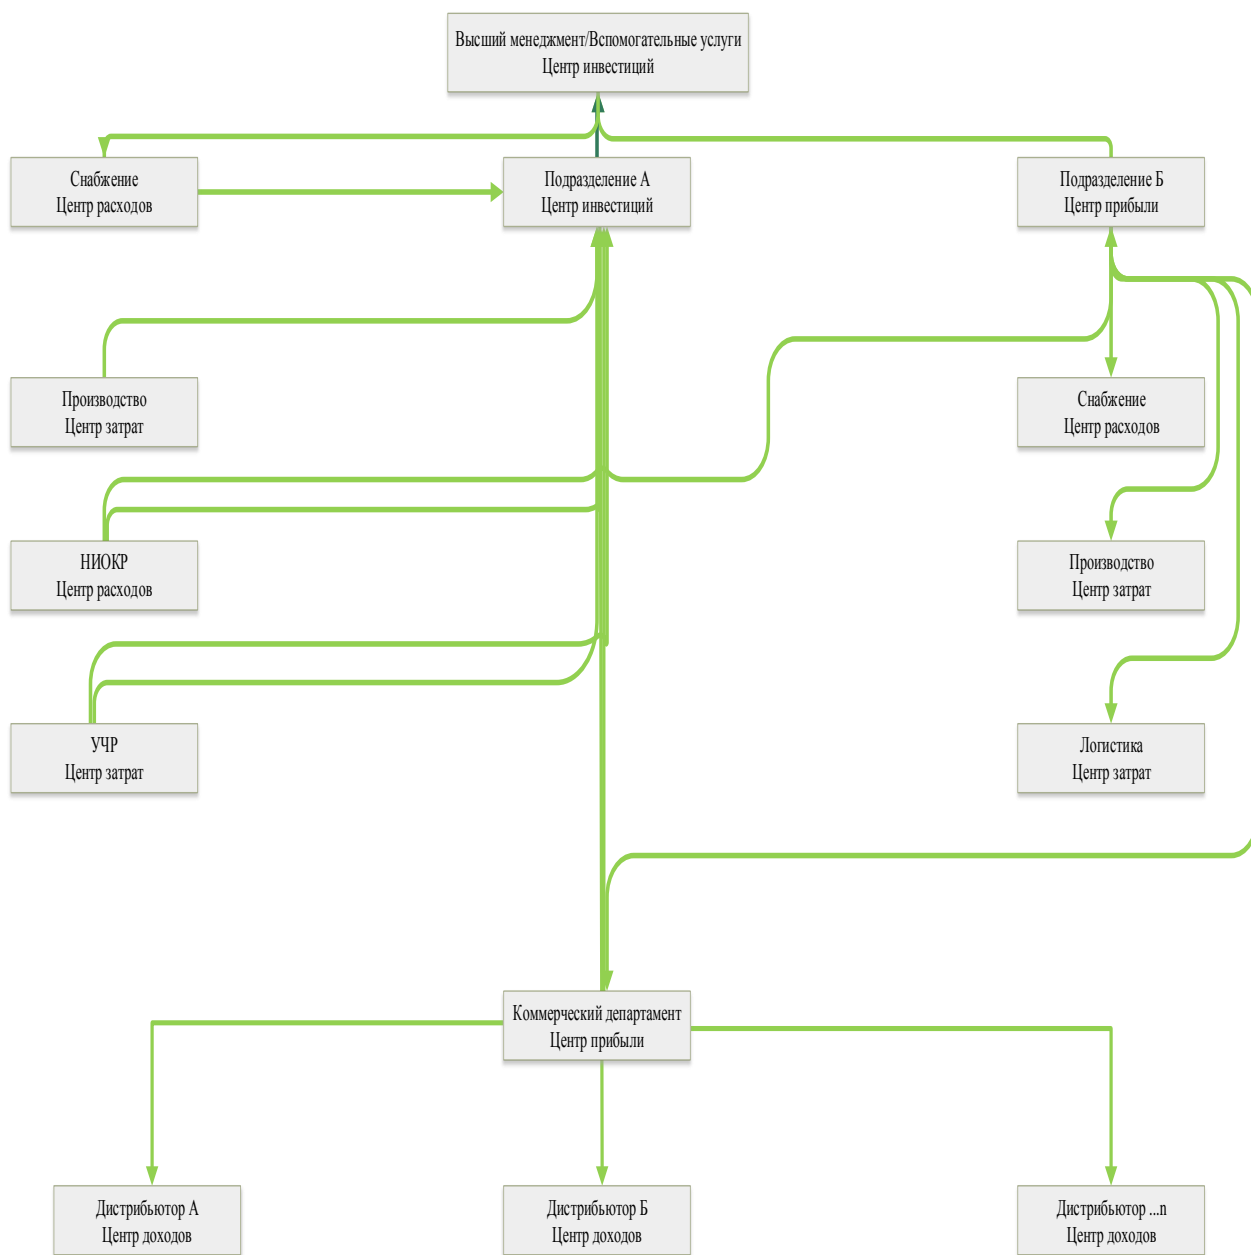 Высший менеджмент/Вспомогательные услуги
Центр инвестиций
Снабжение
Центр расходов
Подразделение А
Центр инвестиций
Подразделение Б
Центр прибыли
Производство
Центр затрат
Снабжение
Центр расходов
НИОКР
Центр расходов
Производство
Центр затрат
УЧР
Центр затрат
Логистика
Центр затрат
Коммерческий департамент
Центр прибыли
Дистрибьютор А
Центр доходов
Дистрибьютор Б
Центр доходов
Дистрибьютор ...n
Центр доходов